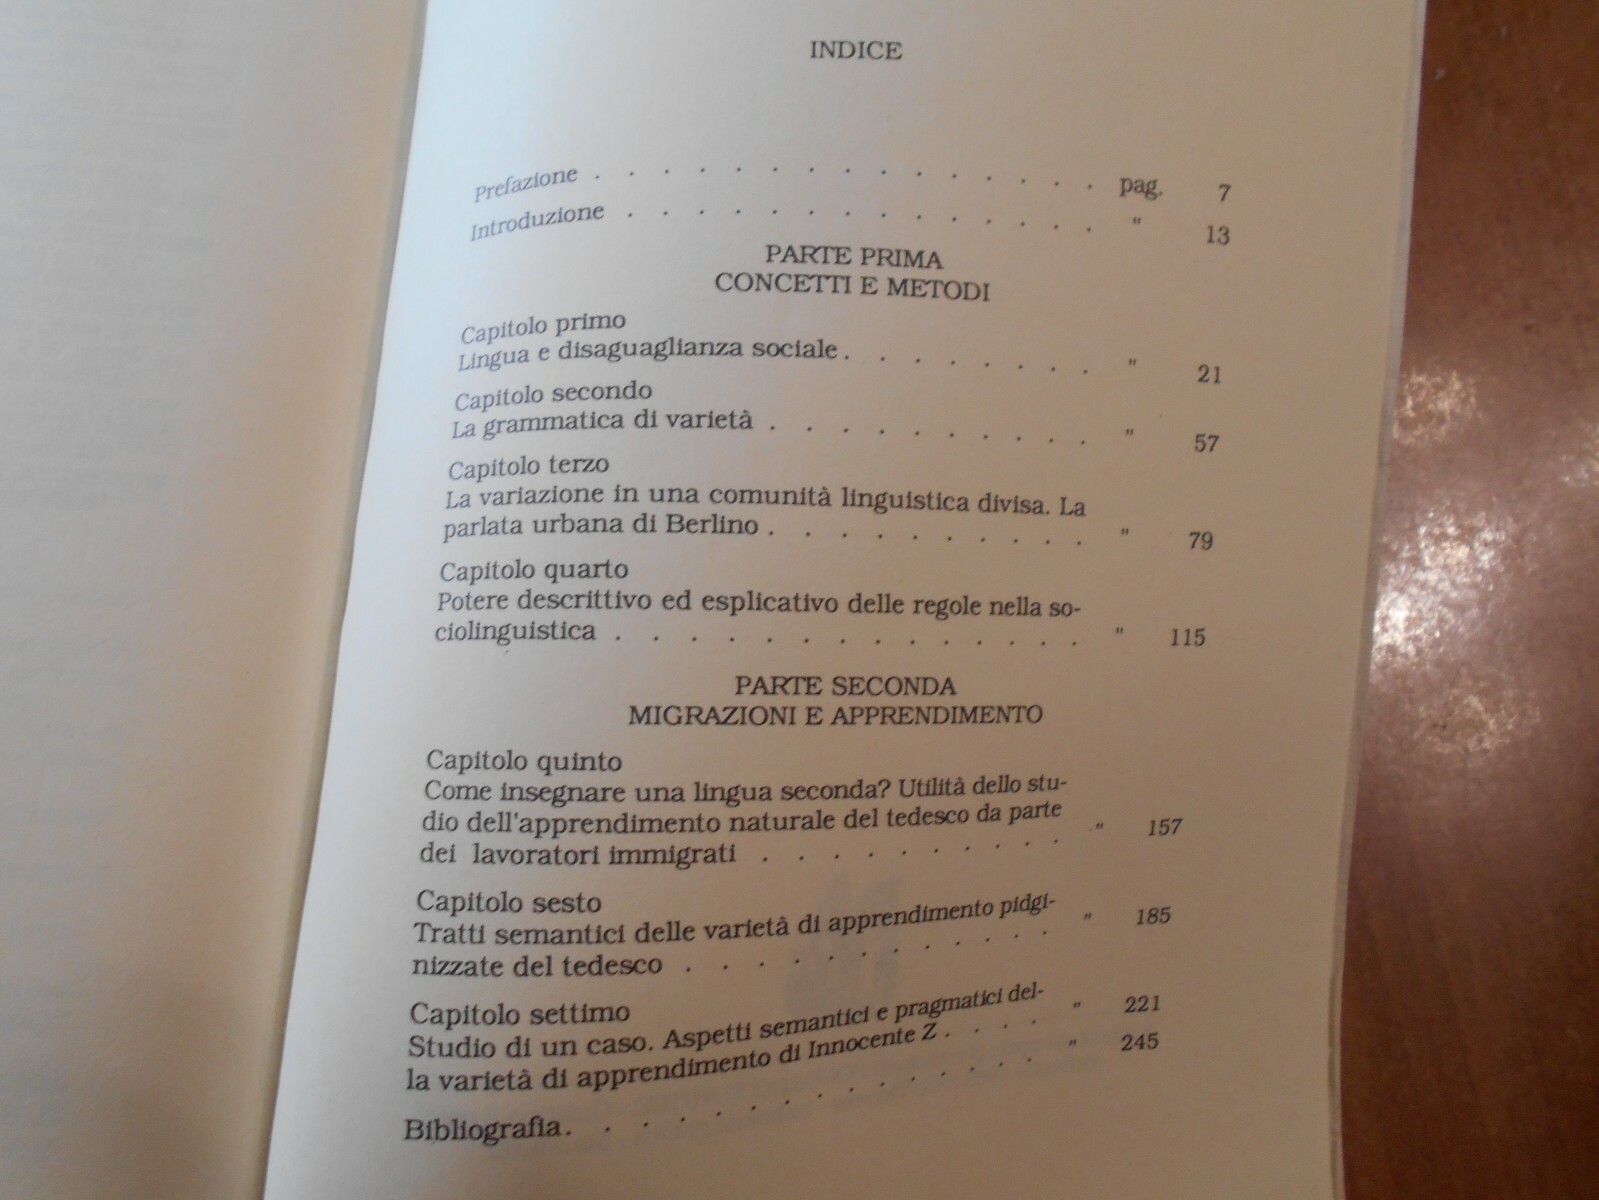 INDICE
Prefazione . . . . . . . . . . . . . . . pag. 7
Introduzione . . . . . . . . . . . . . . " 13
PARTE PRIMA
CONCETTI E METODI
Capitolo primo
Lingua e disaguaglianza sociale . . . . . . . . " 21
Capitolo secondo
La grammatica di varietà . . . . . . . . . . " 57
Capitolo terzo
La variazione in una comunità linguistica divisa. La
parlata urbana di Berlino . . . . . . . . . . " 79
Capitolo quarto
Potere descrittivo ed esplicativo delle regole nella so-
ciolinguistica . . . . . . . . . . . . . " 115
PARTE SECONDA
MIGRAZIONI E APPRENDIMENTO
Capitolo quinto
Come insegnare una lingua seconda? Utilità dello stu-
dio dell'apprendimento naturale del tedesco da parte
dei lavoratori immigrati . . . . . . . . . . " 157
Capitolo sesto
Tratti semantici delle varietà di apprendimento pidgi-
nizzate del tedesco . . . . . . . . . . . " 185
Capitolo settimo
Studio di un caso. Aspetti semantici e pragmatici del-
la varietà di apprendimento di Innocente Z . . . . " 221
Bibliografia . . . . . . . . . . . . . . " 245